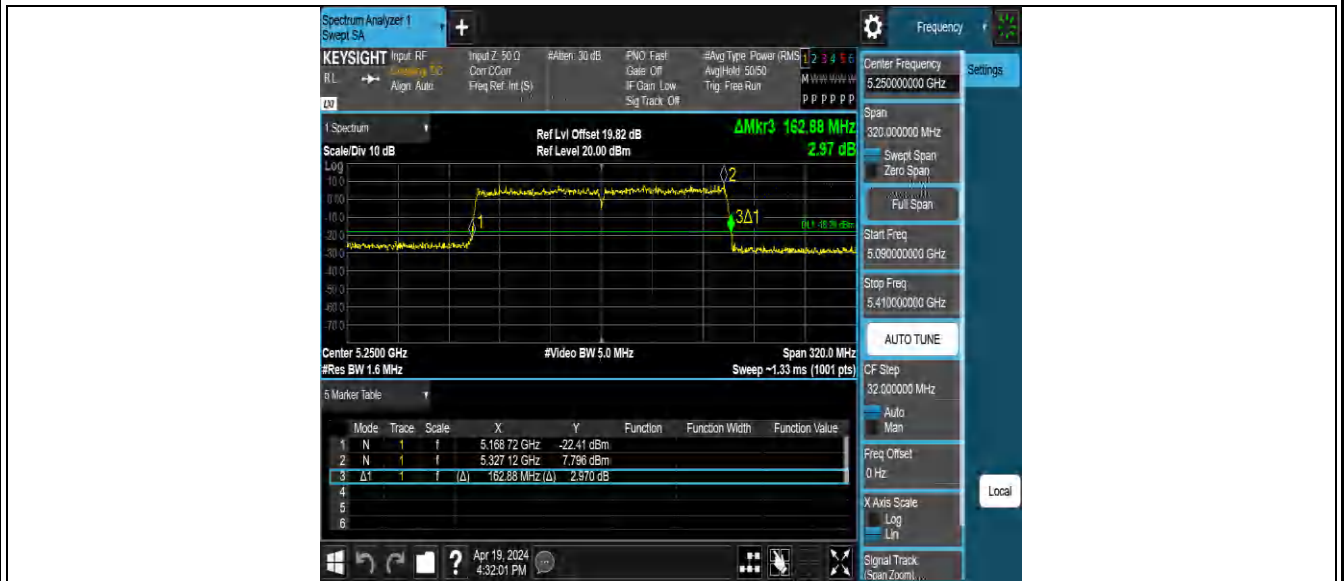 Spectrum Analyzer 1
Swept SA
+
Frequency
KEYSIGHT
Input: RF
Coupling: DC
Align: Auto
RL
LXI
Input Z: 50 Ω
Corr CCorr
Freq Ref: Int (S)
#Atten: 30 dB
PNO: Fast
Gate: Off
IF Gain: Low
Sig Track: Off
#Avg Type: Power (RMS
Avg|Hold: 50/50
Trig: Free Run
1 2 3 4 5 6
M W W W W W
P P P P P P
1 Spectrum
Scale/Div 10 dB
Log
Ref Lvl Offset 19.82 dB
Ref Level 20.00 dBm
ΔMkr3 162.88 MHz
2.97 dB
10.0
0.00
-10.0
-20.0
-30.0
-40.0
-50.0
-60.0
-70.0
1
2
3Δ1
Center 5.2500 GHz
#Video BW 5.0 MHz
Span 320.0 MHz
#Res BW 1.6 MHz
Sweep ~1.33 ms (1001 pts)
5 Marker Table
Mode Trace Scale X Y Function Function Width Function Value
1 N 1 f 5.168 72 GHz -22.41 dBm
2 N 1 f 5.327 12 GHz 7.796 dBm
3 Δ1 1 f (Δ) 162.88 MHz (Δ) 2.970 dB
4
5
6
?
Apr 19, 2024
4:32:01 PM
Center Frequency
5.250000000 GHz
Settings
Span
320.000000 MHz
Swept Span
Zero Span
Full Span
Start Freq
5.090000000 GHz
Stop Freq
5.410000000 GHz
AUTO TUNE
CF Step
32.000000 MHz
Auto
Man
Freq Offset
0 Hz
X Axis Scale
Log
Lin
Local
Signal Track
(Span Zoom)